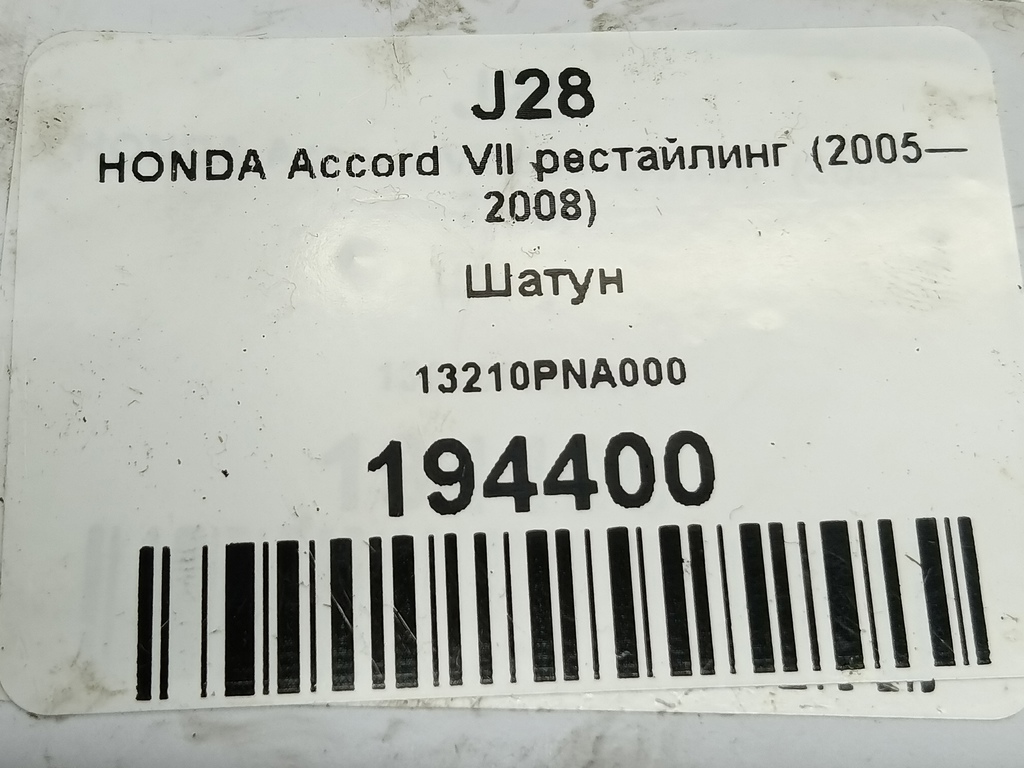 J28
HONDA Accord VII рестайлинг (2005—
2008)
Шатун
13210PNA000
194400